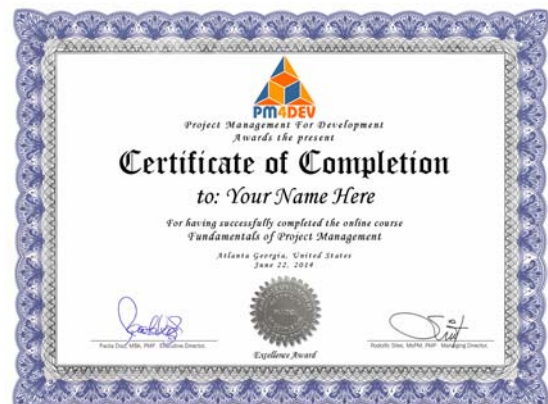 PM4DEV
Project Management For Development
Awards the present
Certificate of Completion
to: Your Name Here
For having successfully completed the online course
Fundamentals of Project Management
Atlanta Georgia, United States
June 22, 2014
Diaz, MBA, PMP Executive Director,
Rodolfo Siles, MsPM, PMP Managing Director,
Excellence Award